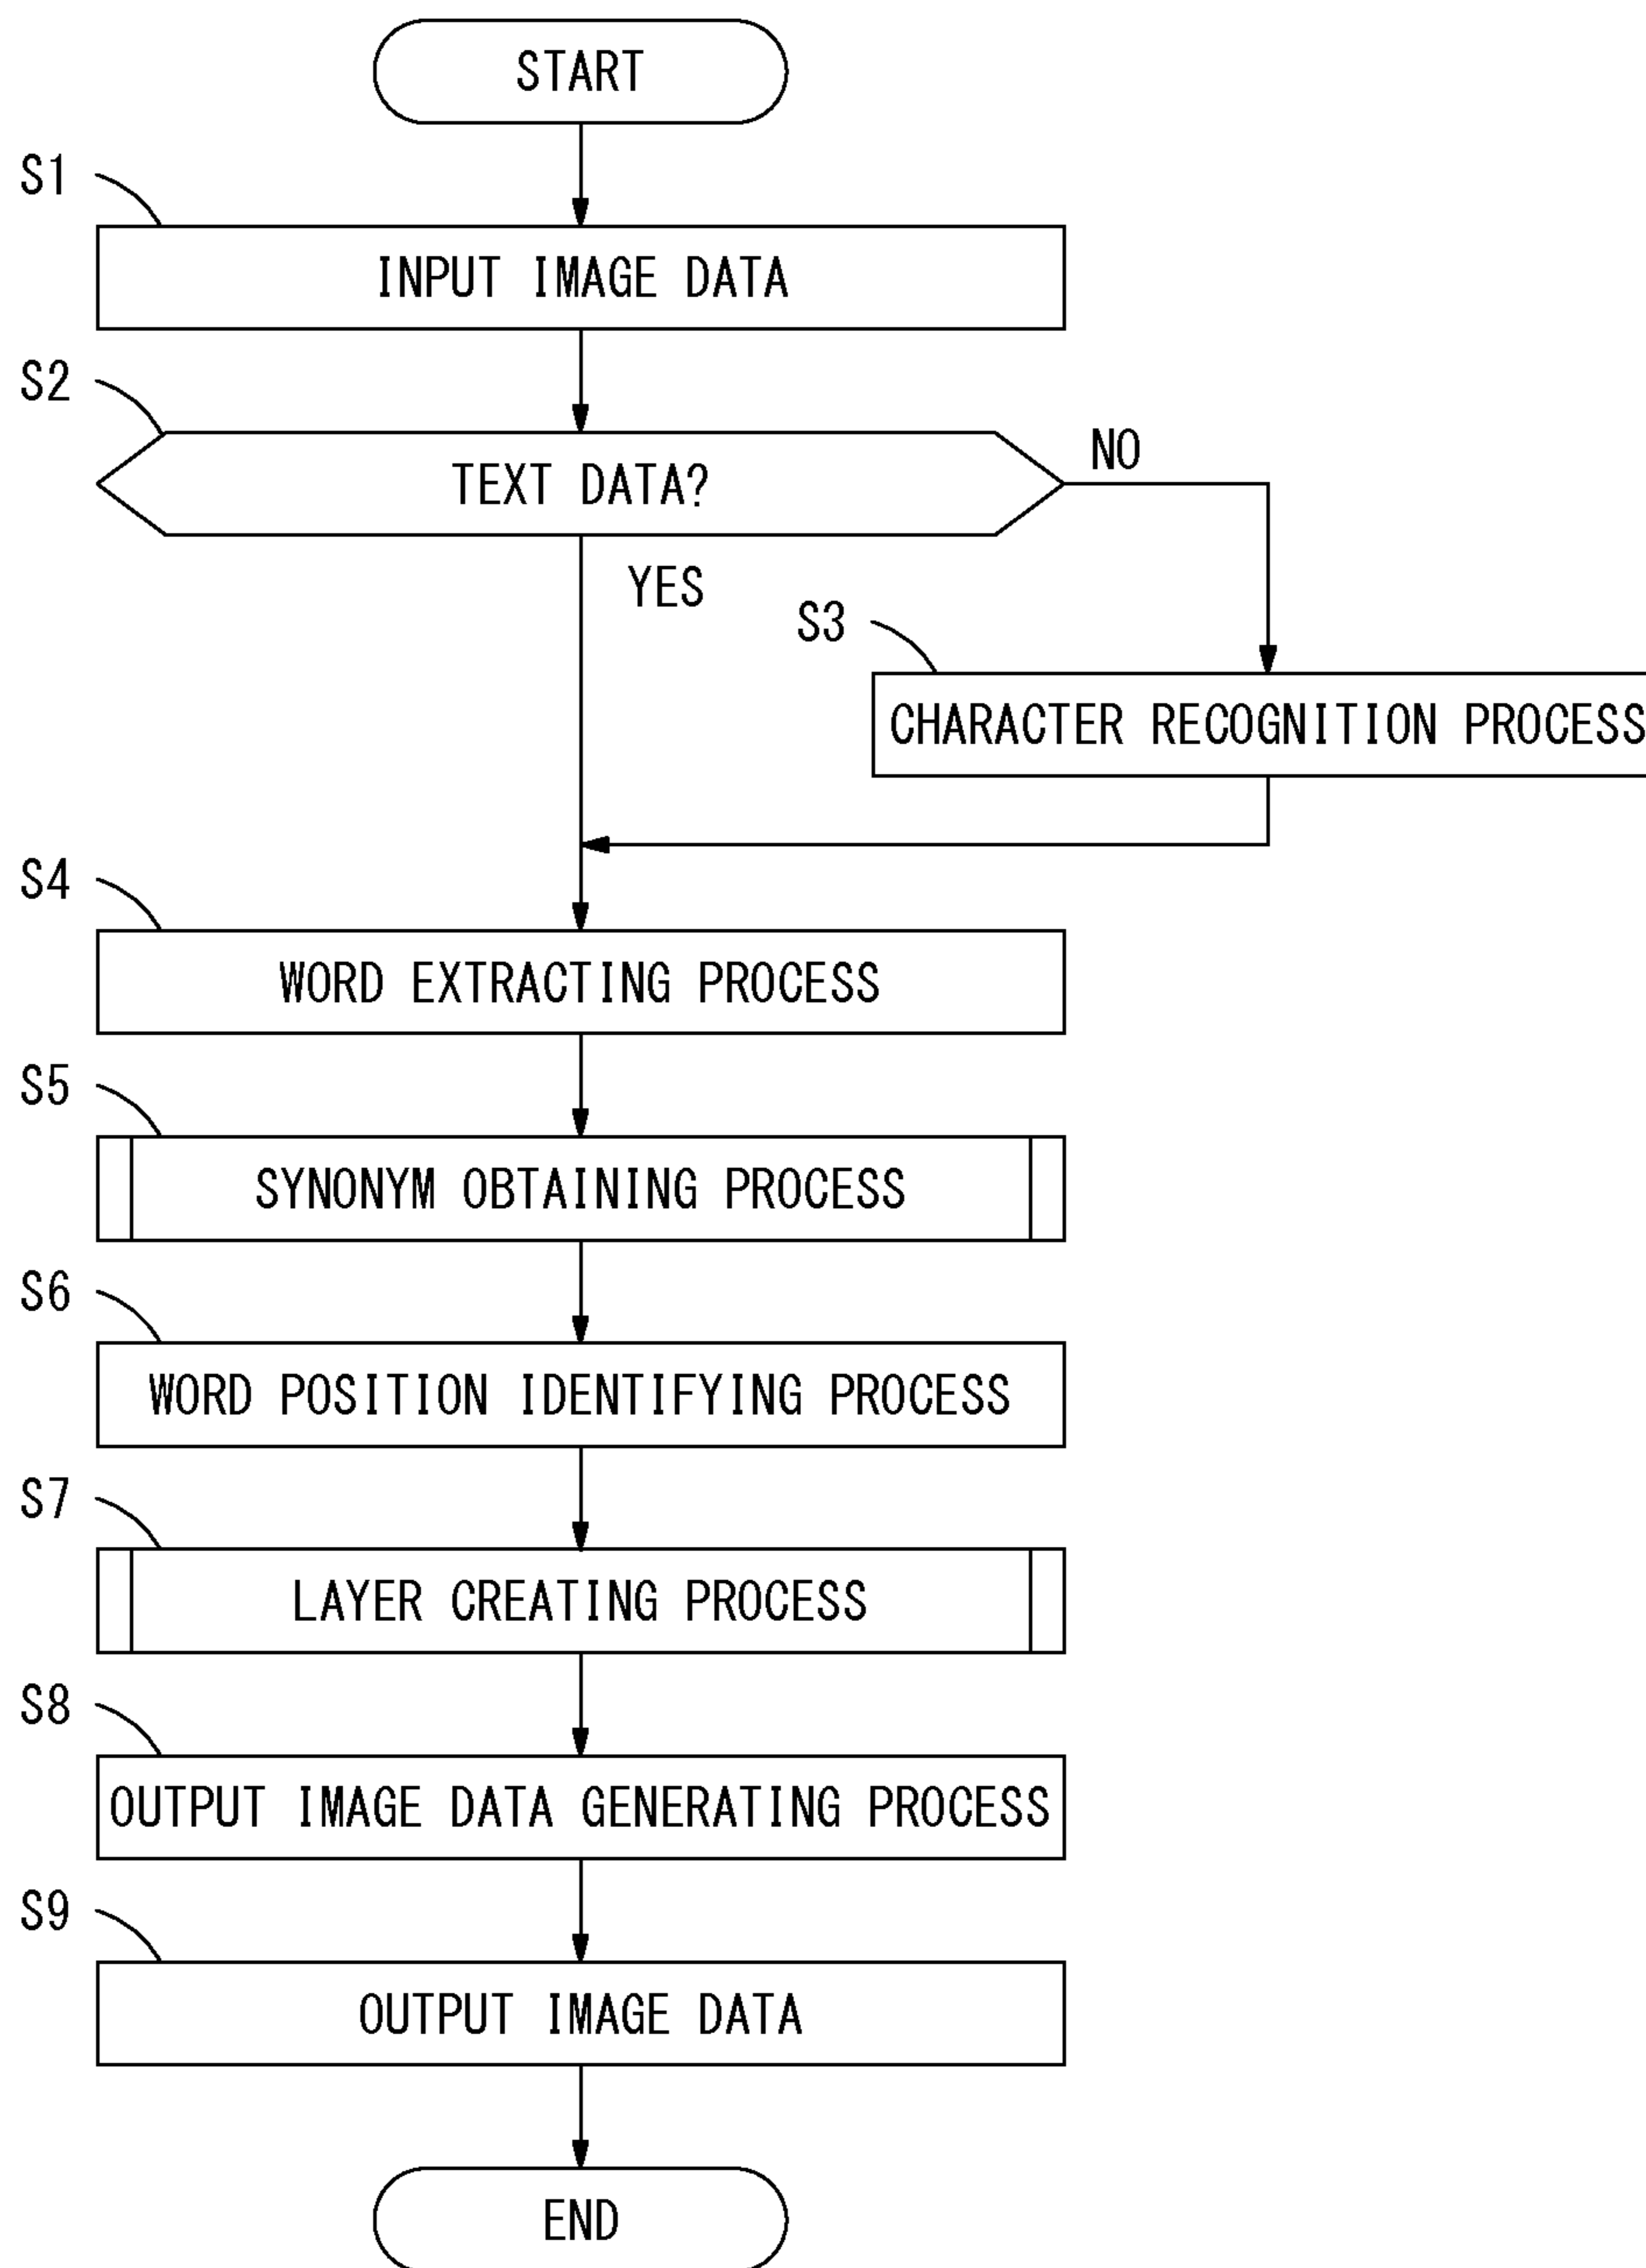 START
S1
INPUT IMAGE DATA
S2
TEXT DATA?
NO
YES
S3
CHARACTER RECOGNITION PROCESS
S4
WORD EXTRACTING PROCESS
S5
SYNONYM OBTAINING PROCESS
S6
WORD POSITION IDENTIFYING PROCESS
S7
LAYER CREATING PROCESS
S8
OUTPUT IMAGE DATA GENERATING PROCESS
S9
OUTPUT IMAGE DATA
END